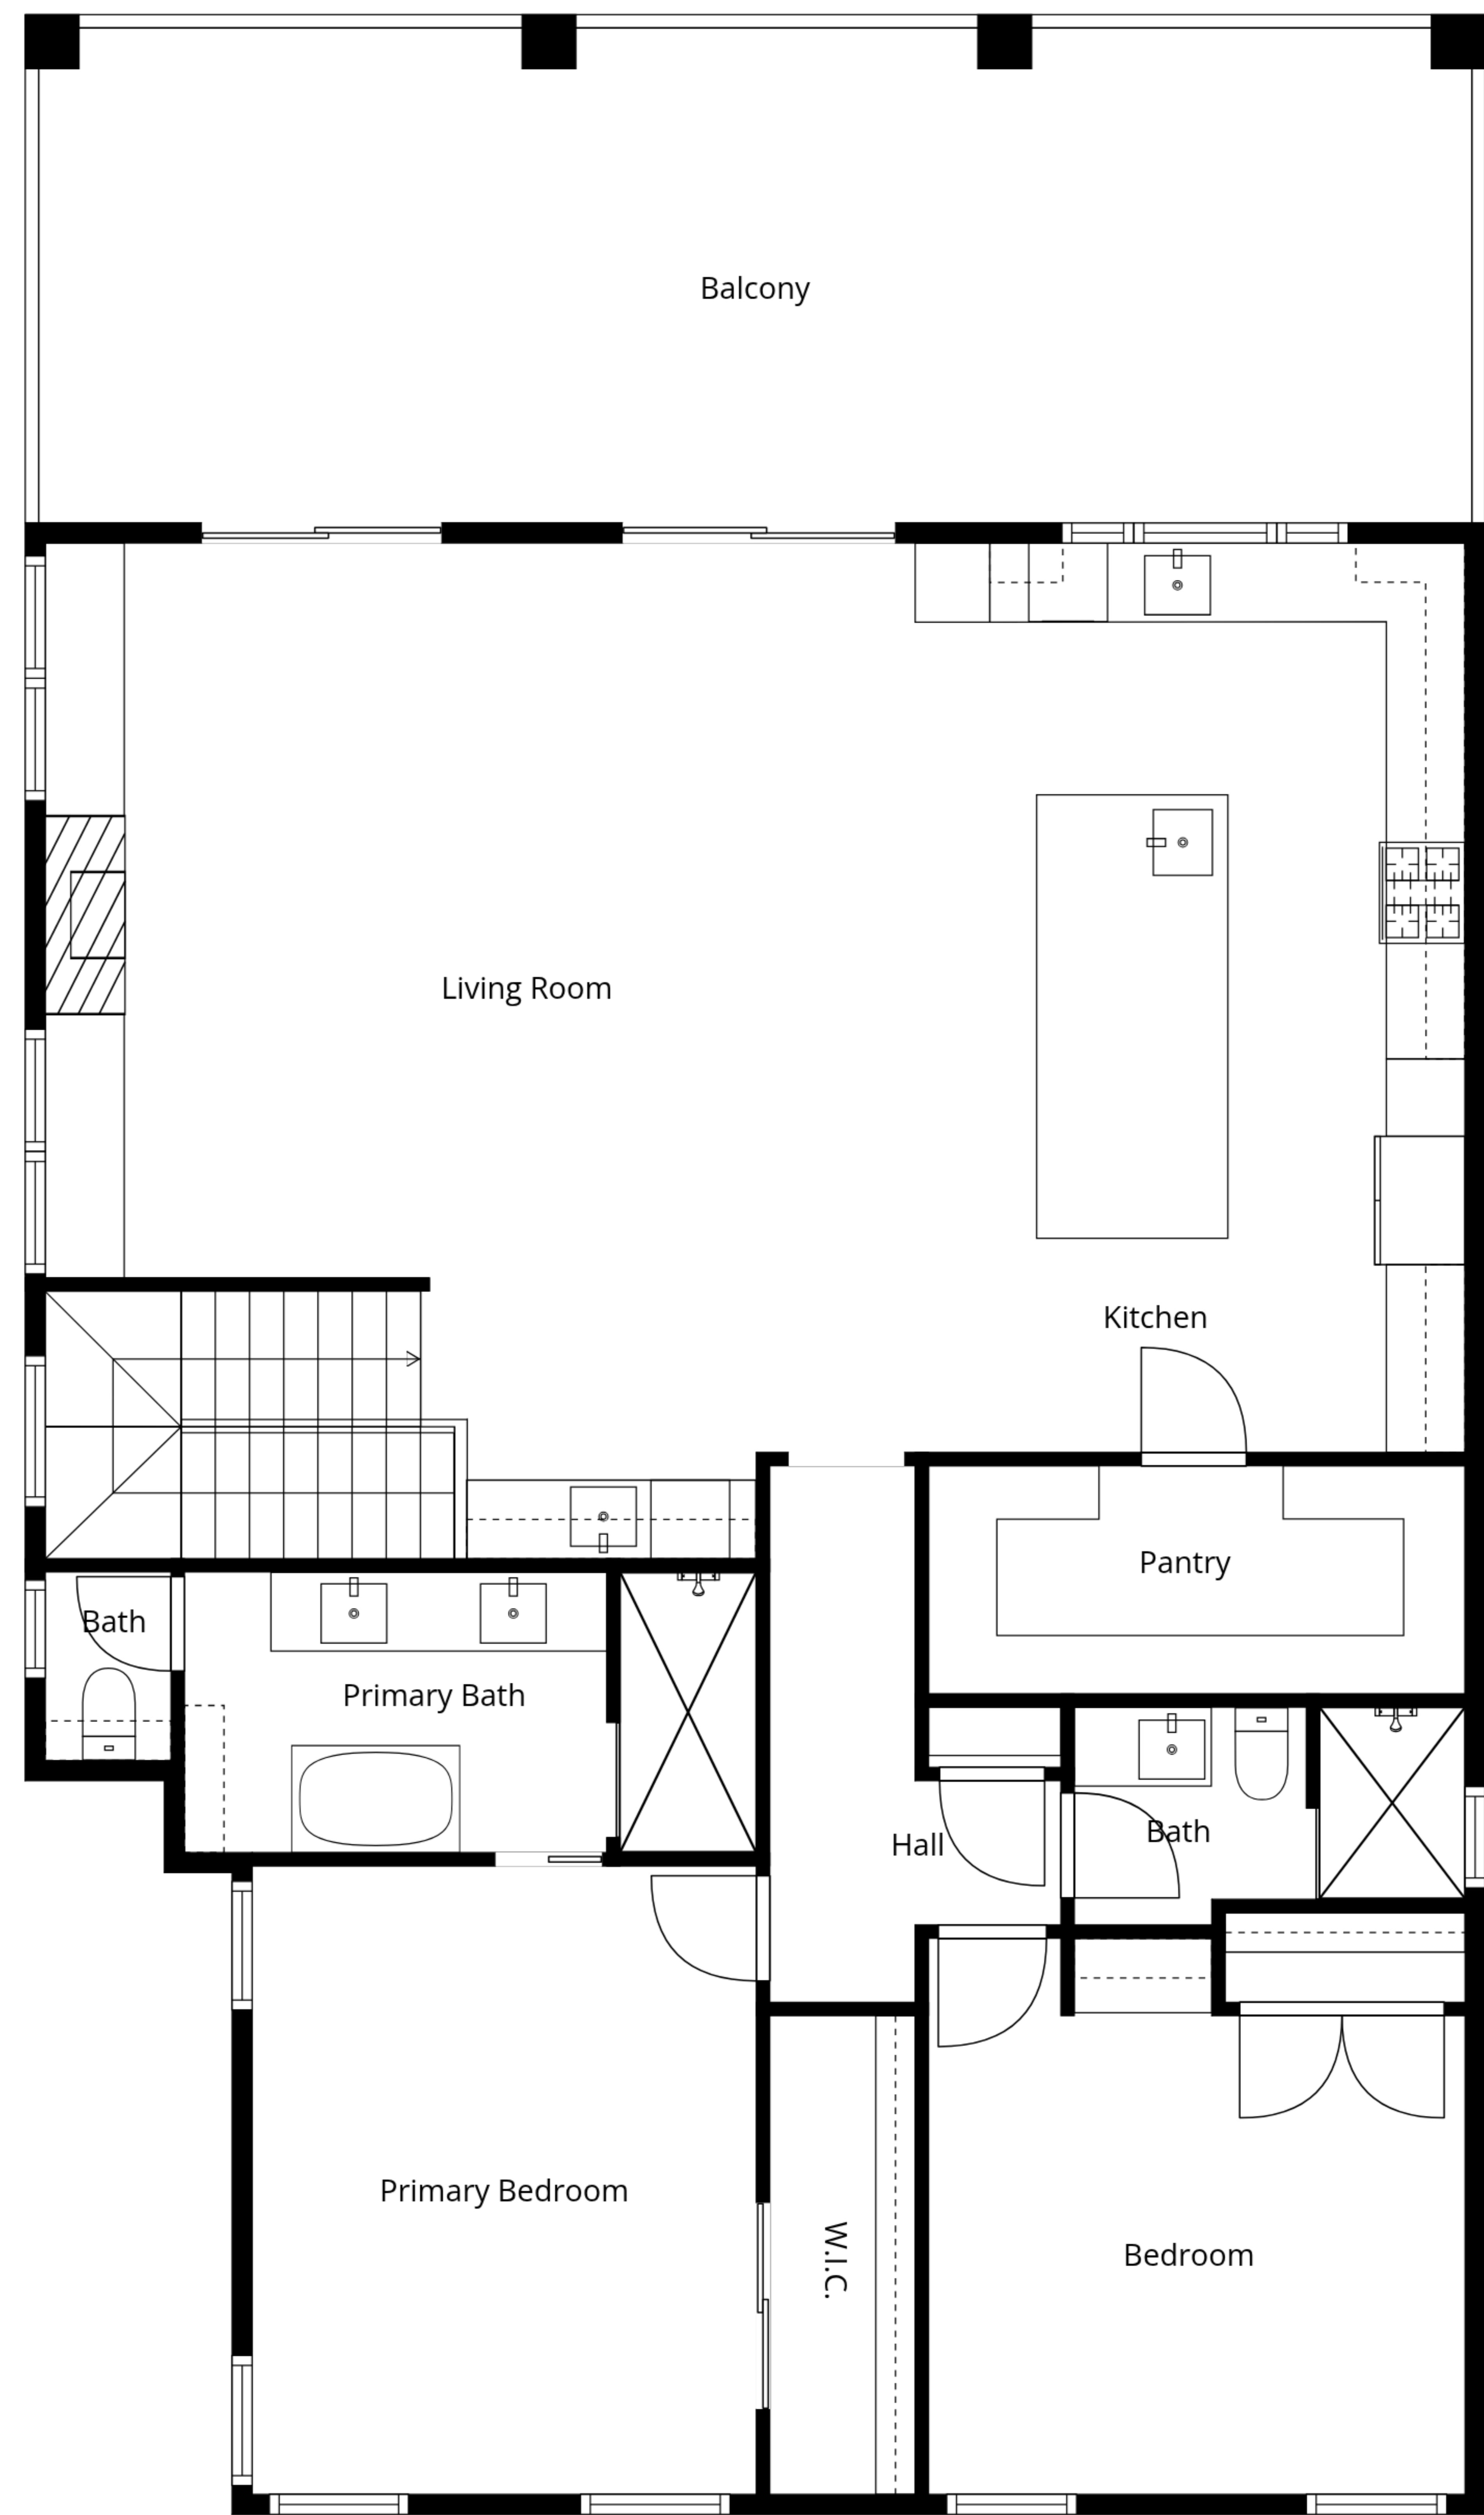 Balcony
Living Room
Kitchen
Pantry
Bath
Primary Bath
Bath
Hall
Primary Bedroom
W.I.C.
Bedroom